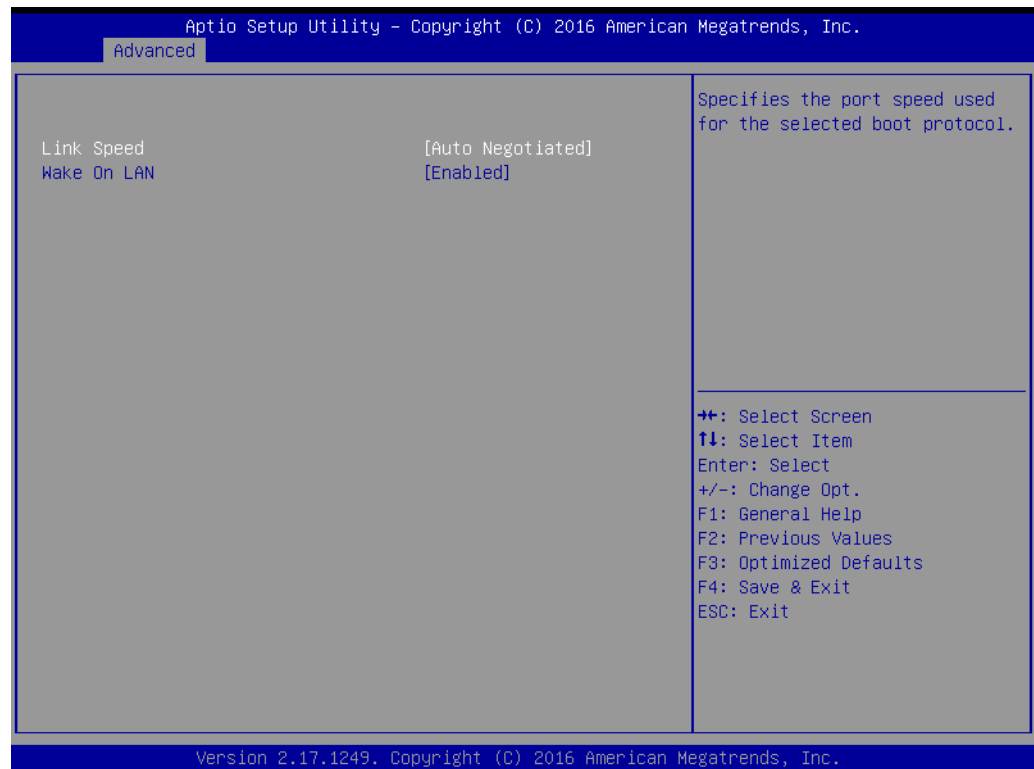 Aptio Setup Utility – Copyright (C) 2016 American Megatrends, Inc.
Advanced
Link Speed [Auto Negotiated]
Wake On LAN [Enabled]
Specifies the port speed used
for the selected boot protocol.
→←: Select Screen
↑↓: Select Item
Enter: Select
+/-: Change Opt.
F1: General Help
F2: Previous Values
F3: Optimized Defaults
F4: Save & Exit
ESC: Exit
Version 2.17.1249. Copyright (C) 2016 American Megatrends, Inc.